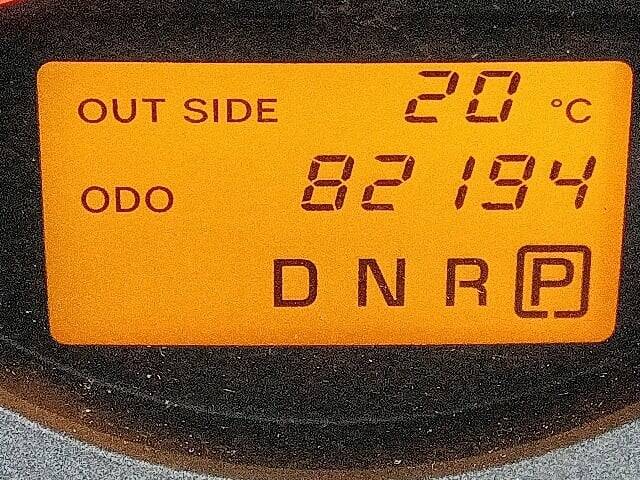 OUT SIDE 20 °C
ODO 82194
D N R P